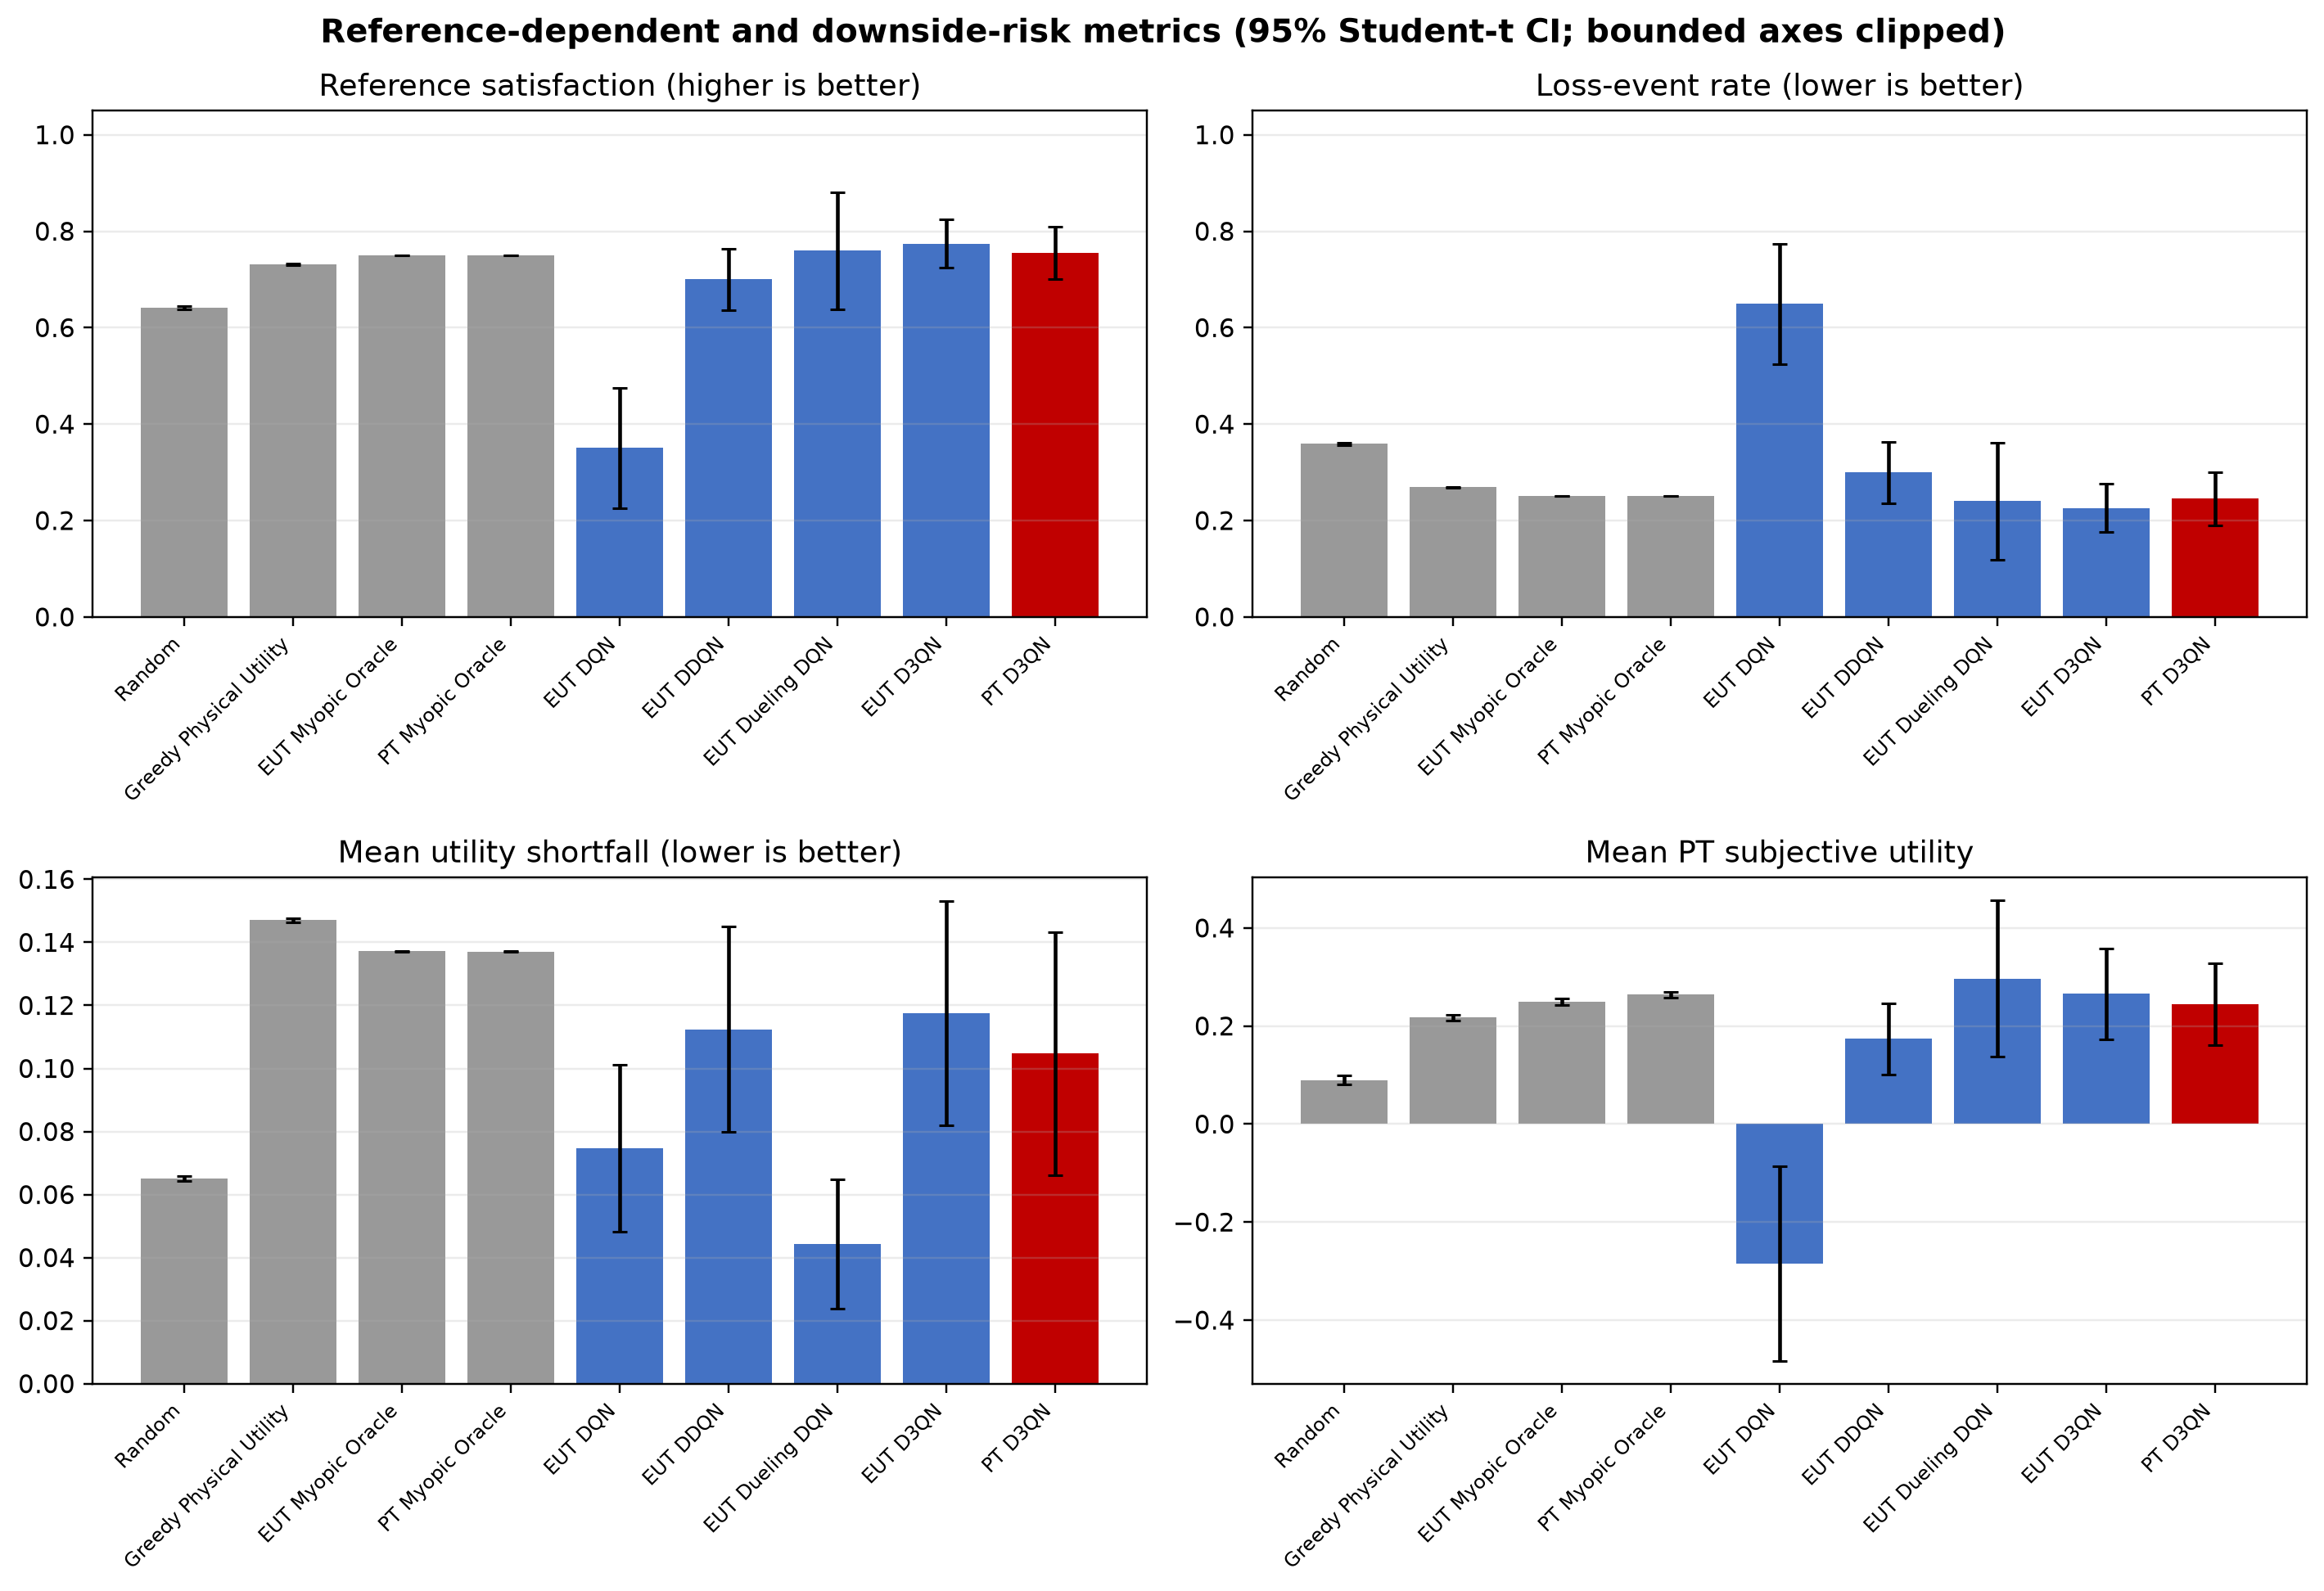 Reference-dependent and downside-risk metrics (95% Student-t CI; bounded axes clipped)
Reference satisfaction (higher is better)
1.0
0.8
0.6
0.4
0.2
0.0
Random
Greedy Physical Utility
EUT Myopic Oracle
PT Myopic Oracle
EUT DQN
EUT DDQN
EUT Dueling DQN
EUT D3QN
PT D3QN
Loss-event rate (lower is better)
1.0
0.8
0.6
0.4
0.2
0.0
Random
Greedy Physical Utility
EUT Myopic Oracle
PT Myopic Oracle
EUT DQN
EUT DDQN
EUT Dueling DQN
EUT D3QN
PT D3QN
Mean utility shortfall (lower is better)
0.16
0.14
0.12
0.10
0.08
0.06
0.04
0.02
0.00
Random
Greedy Physical Utility
EUT Myopic Oracle
PT Myopic Oracle
EUT DQN
EUT DDQN
EUT Dueling DQN
EUT D3QN
PT D3QN
Mean PT subjective utility
0.4
0.2
0.0
−0.2
−0.4
Random
Greedy Physical Utility
EUT Myopic Oracle
PT Myopic Oracle
EUT DQN
EUT DDQN
EUT Dueling DQN
EUT D3QN
PT D3QN